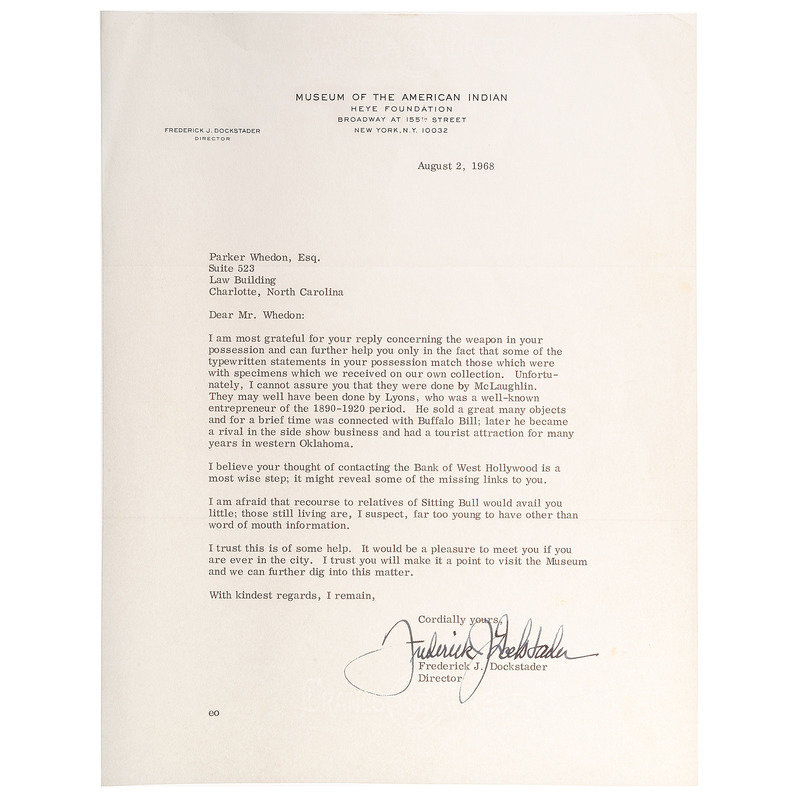 MUSEUM OF THE AMERICAN INDIAN
HEYE FOUNDATION
BROADWAY AT 155TH STREET
NEW YORK, N.Y. 10032
FREDERICK J. DOCKSTADER
DIRECTOR
August 2, 1968
Parker Whedon, Esq.
Suite 523
Law Building
Charlotte, North Carolina
Dear Mr. Whedon:
I am most grateful for your reply concerning the weapon in your
possession and can further help you only in the fact that some of the
typewritten statements in your possession match those which were
with specimens which we received on our own collection. Unfortu-
nately, I cannot assure you that they were done by McLaughlin.
They may well have been done by Lyons, who was a well-known
entrepreneur of the 1890-1920 period. He sold a great many objects
and for a brief time was connected with Buffalo Bill; later he became
a rival in the side show business and had a tourist attraction for many
years in western Oklahoma.
I believe your thought of contacting the Bank of West Hollywood is a
most wise step; it might reveal some of the missing links to you.
I am afraid that recourse to relatives of Sitting Bull would avail you
little; those still living are, I suspect, far too young to have other than
word of mouth information.
I trust this is of some help. It would be a pleasure to meet you if you
are ever in the city. I trust you will make it a point to visit the Museum
and we can further dig into this matter.
With kindest regards, I remain,
Cordially yours,
Frederick J. Dockstader
Frederick J. Dockstader
Director
eo